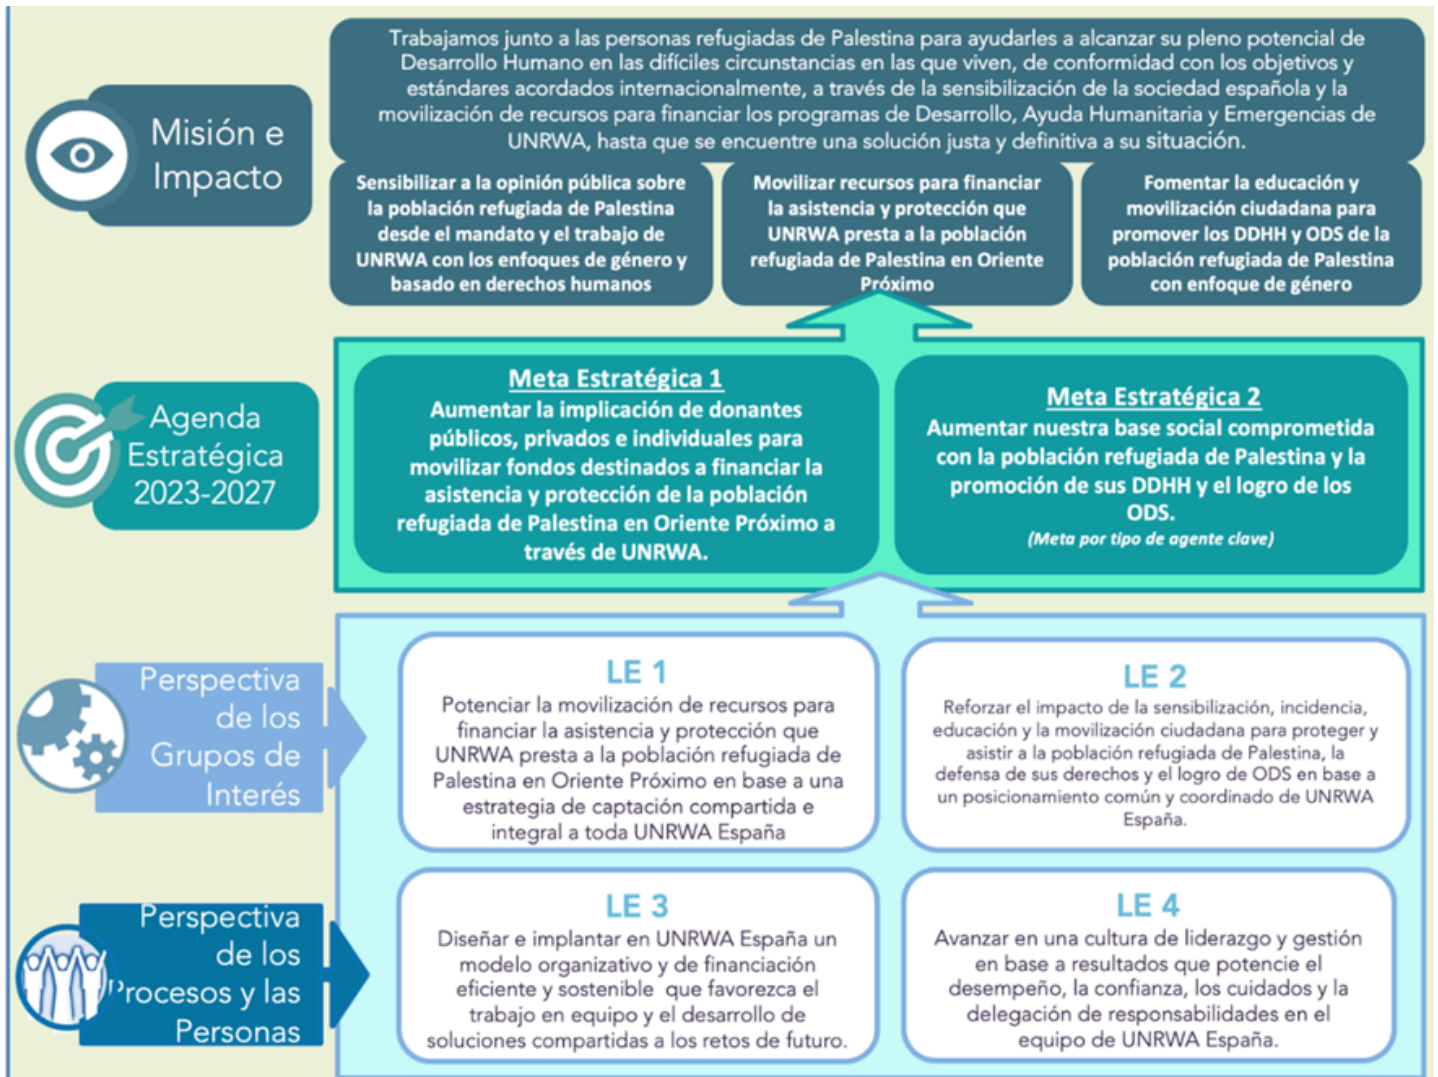 Trabajamos junto a las personas refugiadas de Palestina para ayudarles a alcanzar su pleno potencial de
Desarrollo Humano en las difíciles circunstancias en las que viven, de conformidad con los objetivos y
estándares acordados internacionalmente, a través de la sensibilización de la sociedad española y la
movilización de recursos para financiar los programas de Desarrollo, Ayuda Humanitaria y Emergencias de
UNRWA, hasta que se encuentre una solución justa y definitiva a su situación.
Misión e
Impacto
Sensibilizar a la opinión pública sobre
la población refugiada de Palestina
desde el mandato y el trabajo de
UNRWA con los enfoques de género y
basado en derechos humanos
Movilizar recursos para financiar
la asistencia y protección que
UNRWA presta a la población
refugiada de Palestina en Oriente
Próximo
Fomentar la educación y
movilización ciudadana para
promover los DDHH y ODS de la
población refugiada de Palestina
con enfoque de género
Agenda
Estratégica
2023-2027
Meta Estratégica 1
Aumentar la implicación de donantes
públicos, privados e individuales para
movilizar fondos destinados a financiar la
asistencia y protección de la población
refugiada de Palestina en Oriente Próximo a
través de UNRWA.
Meta Estratégica 2
Aumentar nuestra base social comprometida
con la población refugiada de Palestina y la
promoción de sus DDHH y el logro de los
ODS.
(Meta por tipo de agente clave)
Perspectiva
de los
Grupos de
Interés
LE 1
Potenciar la movilización de recursos para
financiar la asistencia y protección que
UNRWA presta a la población refugiada de
Palestina en Oriente Próximo en base a una
estrategia de captación compartida e
integral a toda UNRWA España
LE 2
Reforzar el impacto de la sensibilización, incidencia,
educación y la movilización ciudadana para proteger y
asistir a la población refugiada de Palestina, la
defensa de sus derechos y el logro de ODS en base a
un posicionamiento común y coordinado de UNRWA
España.
Perspectiva
de los
Procesos y las
Personas
LE 3
Diseñar e implantar en UNRWA España un
modelo organizativo y de financiación
eficiente y sostenible que favorezca el
trabajo en equipo y el desarrollo de
soluciones compartidas a los retos de futuro.
LE 4
Avanzar en una cultura de liderazgo y gestión
en base a resultados que potencie el
desempeño, la confianza, los cuidados y la
delegación de responsabilidades en el
equipo de UNRWA España.